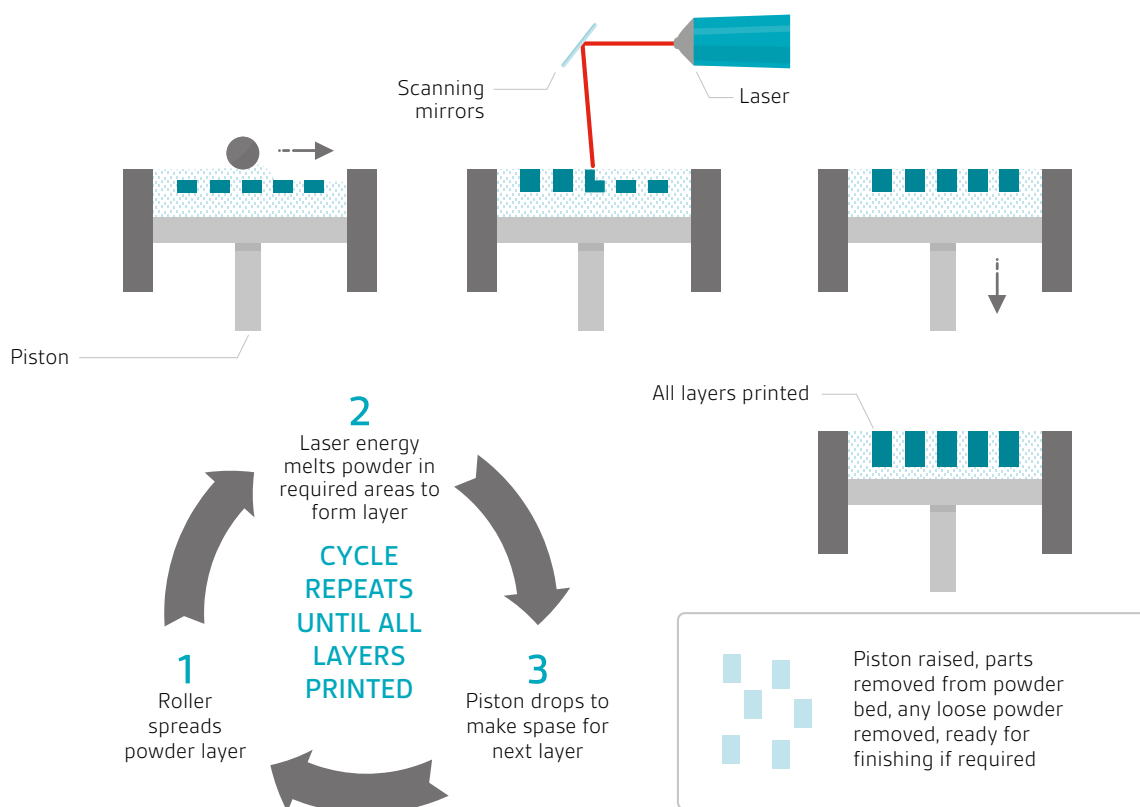 Scanning
mirrors
Laser
Piston
All layers printed
2
Laser energy
melts powder in
required areas to
form layer
CYCLE
REPEATS
UNTIL ALL
LAYERS
PRINTED
1
Roller
spreads
powder layer
3
Piston drops to
make spase for
next layer
Piston raised, parts
removed from powder
bed, any loose powder
removed, ready for
finishing if required